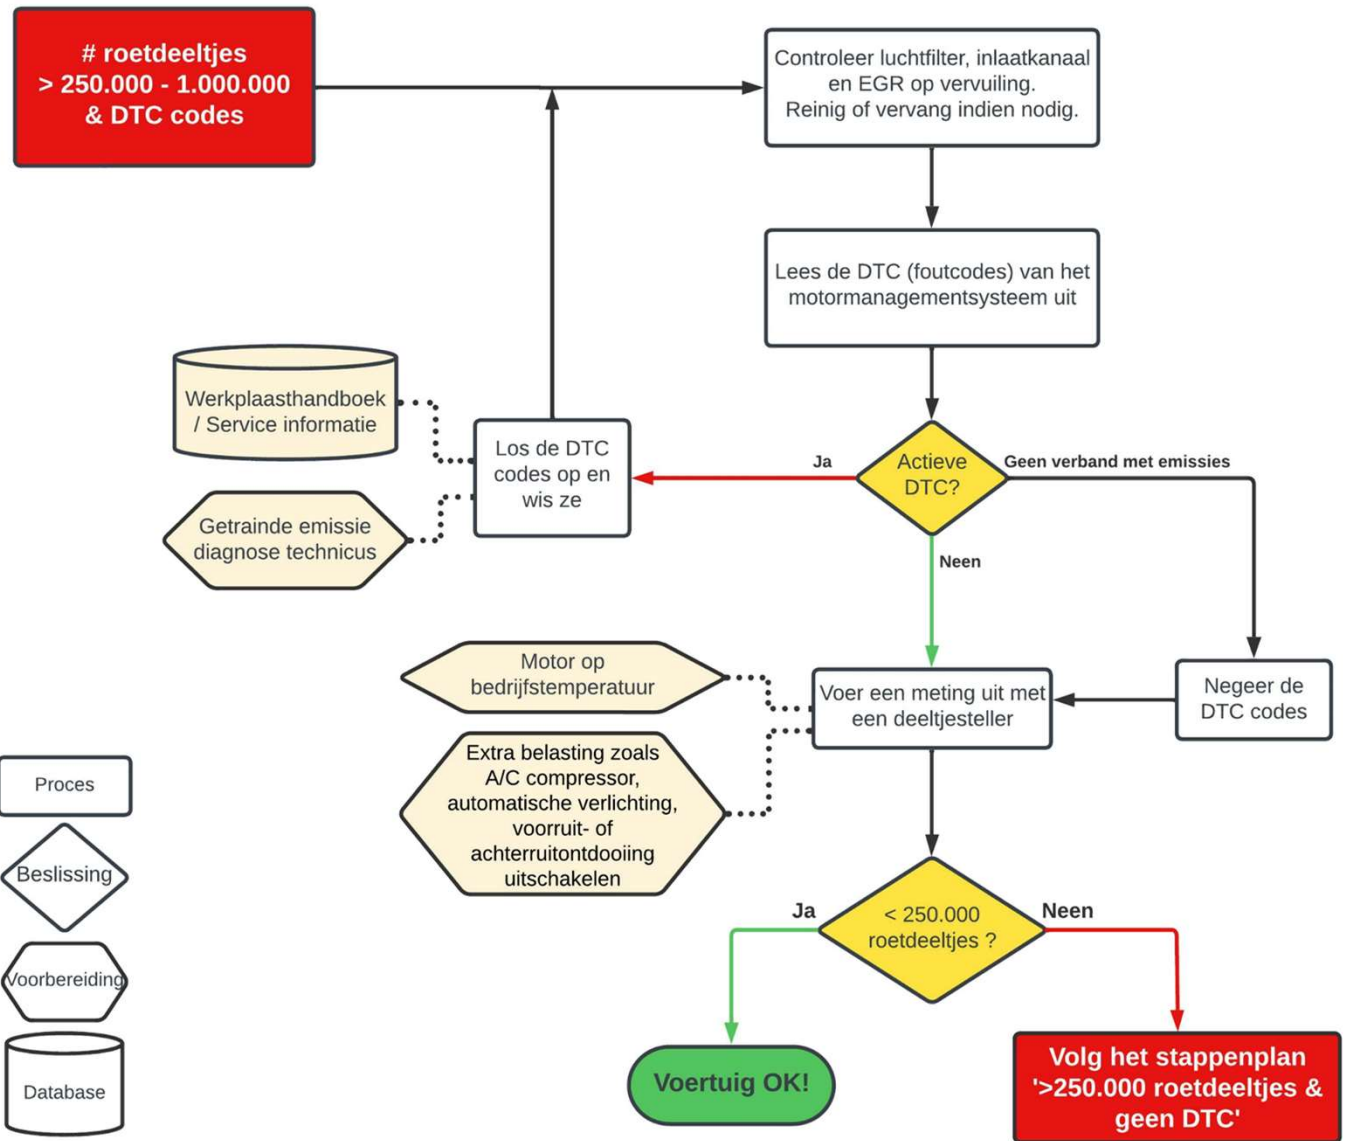 # roetdeeltjes
> 250.000 - 1.000.000
& DTC codes
Controleer luchtfilter, inlaatkanaal
en EGR op vervuiling.
Reinig of vervang indien nodig.
Lees de DTC (foutcodes) van het
motormanagementsysteem uit
Werkplaasthandboek
/ Service informatie
Los de DTC
codes op en
wis ze
Ja
Actieve
DTC?
Geen verband met emissies
Getrainde emissie
diagnose technicus
Neen
Motor op
bedrijfstemperatuur
Voer een meting uit met
een deeltjesteller
Negeer de
DTC codes
Extra belasting zoals
A/C compressor,
automatische verlichting,
voorruit- of
achterruitontdooiing
uitschakelen
Proces
Beslissing
Voorbereiding
Database
Ja
< 250.000
roetdeeltjes ?
Neen
Voertuig OK!
Volg het stappenplan
'>250.000 roetdeeltjes &
geen DTC'